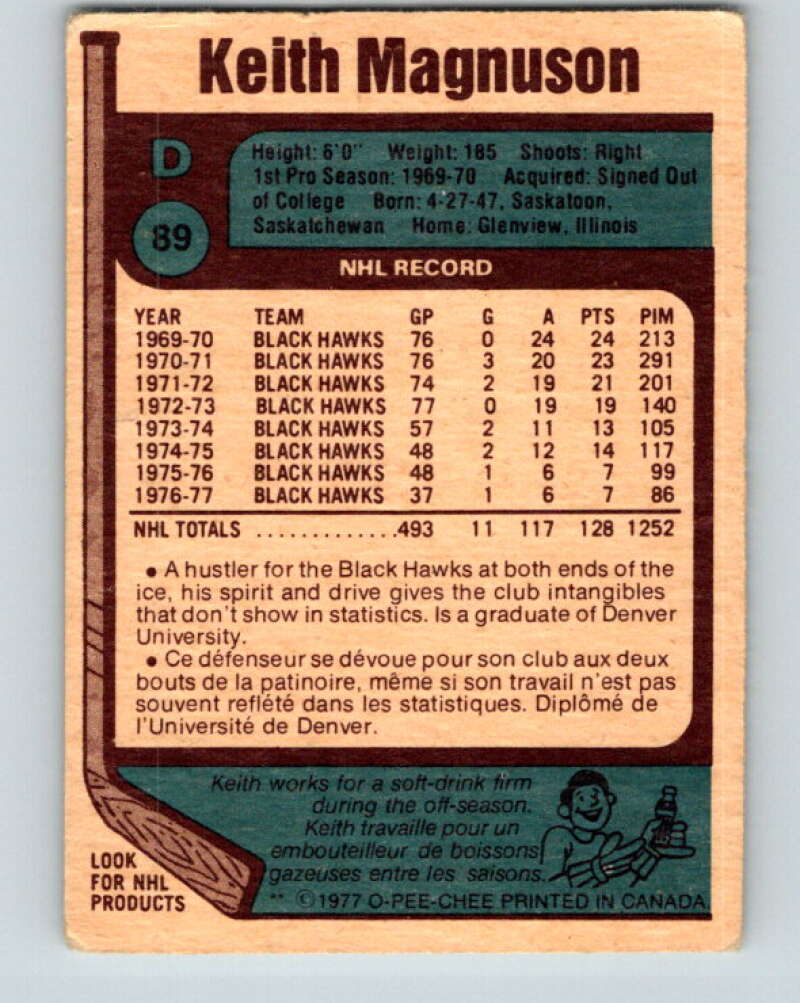 Keith Magnuson
D
89
Height: 6'0" Weight: 185 Shoots: Right
1st Pro Season: 1969-70 Acquired: Signed Out
of College Born: 4-27-47, Saskatoon,
Saskatchewan Home: Glenview, Illinois
NHL RECORD
YEAR TEAM GP G A PTS PIM
1969-70 BLACK HAWKS 76 0 24 24 213
1970-71 BLACK HAWKS 76 3 20 23 291
1971-72 BLACK HAWKS 74 2 19 21 201
1972-73 BLACK HAWKS 77 0 19 19 140
1973-74 BLACK HAWKS 57 2 11 13 105
1974-75 BLACK HAWKS 48 2 12 14 117
1975-76 BLACK HAWKS 48 1 6 7 99
1976-77 BLACK HAWKS 37 1 6 7 86
NHL TOTALS .............493 11 117 128 1252
• A hustler for the Black Hawks at both ends of the
ice, his spirit and drive gives the club intangibles
that don't show in statistics. Is a graduate of Denver
University.
• Ce défenseur se dévoue pour son club aux deux
bouts de la patinoire, même si son travail n'est pas
souvent reflété dans les statistiques. Diplômé de
l'Université de Denver.
Keith works for a soft-drink firm
during the off-season.
Keith travaille pour un
embouteilleur de boissons
gazeuses entre les saisons.
LOOK
FOR NHL
PRODUCTS
** ©1977 O-PEE-CHEE PRINTED IN CANADA